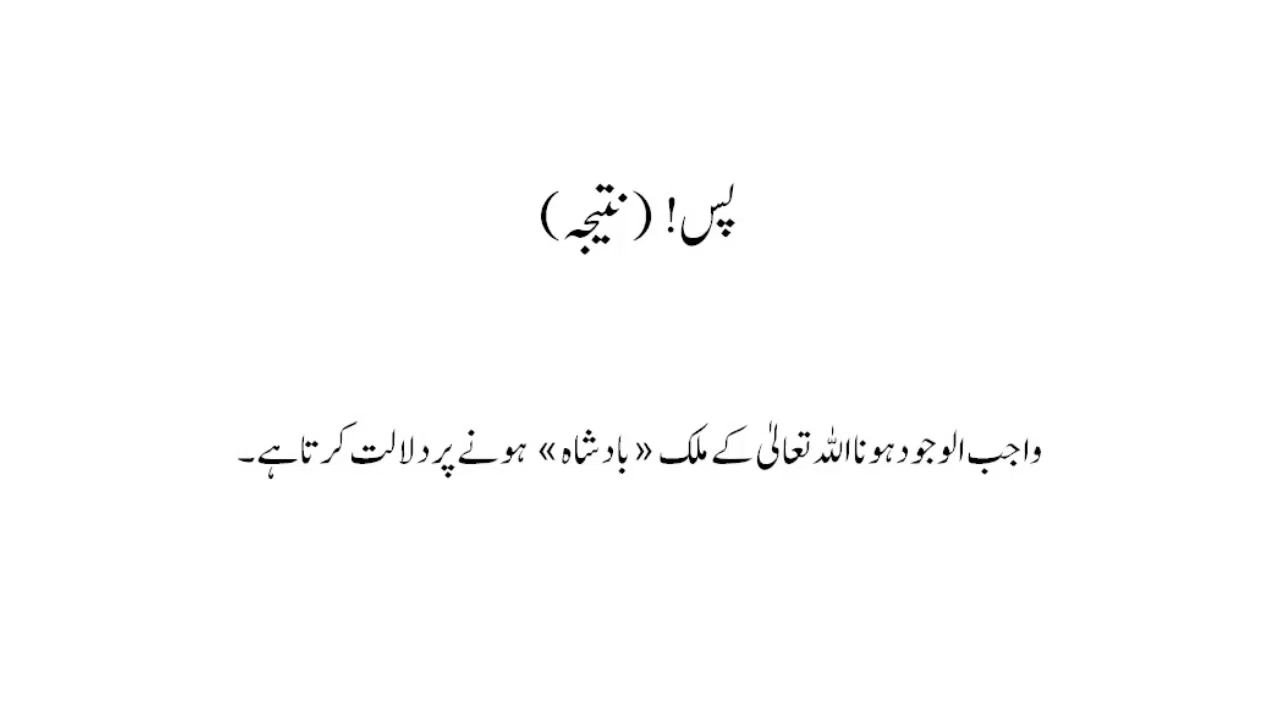 پس! (نتیجہ)
واجب الوجود ہونا اللہ تعالیٰ کے ملک «بادشاہ» ہونے پر دلالت کرتا ہے۔